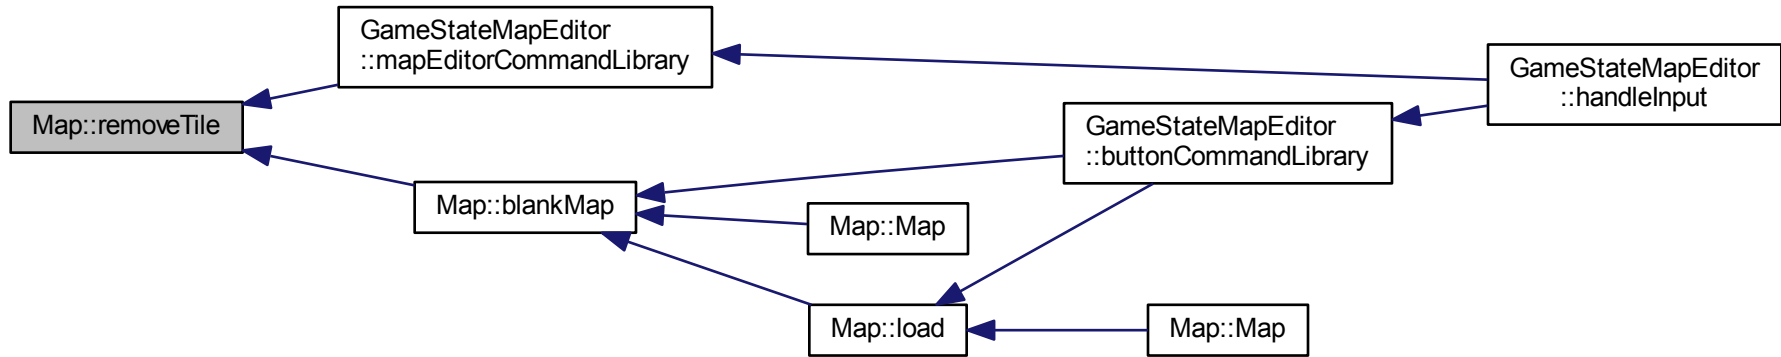 GameStateMapEditor
::mapEditorCommandLibrary
GameStateMapEditor
::handleInput
Map::removeTile
GameStateMapEditor
::buttonCommandLibrary
Map::blankMap
Map::Map
Map::load
Map::Map